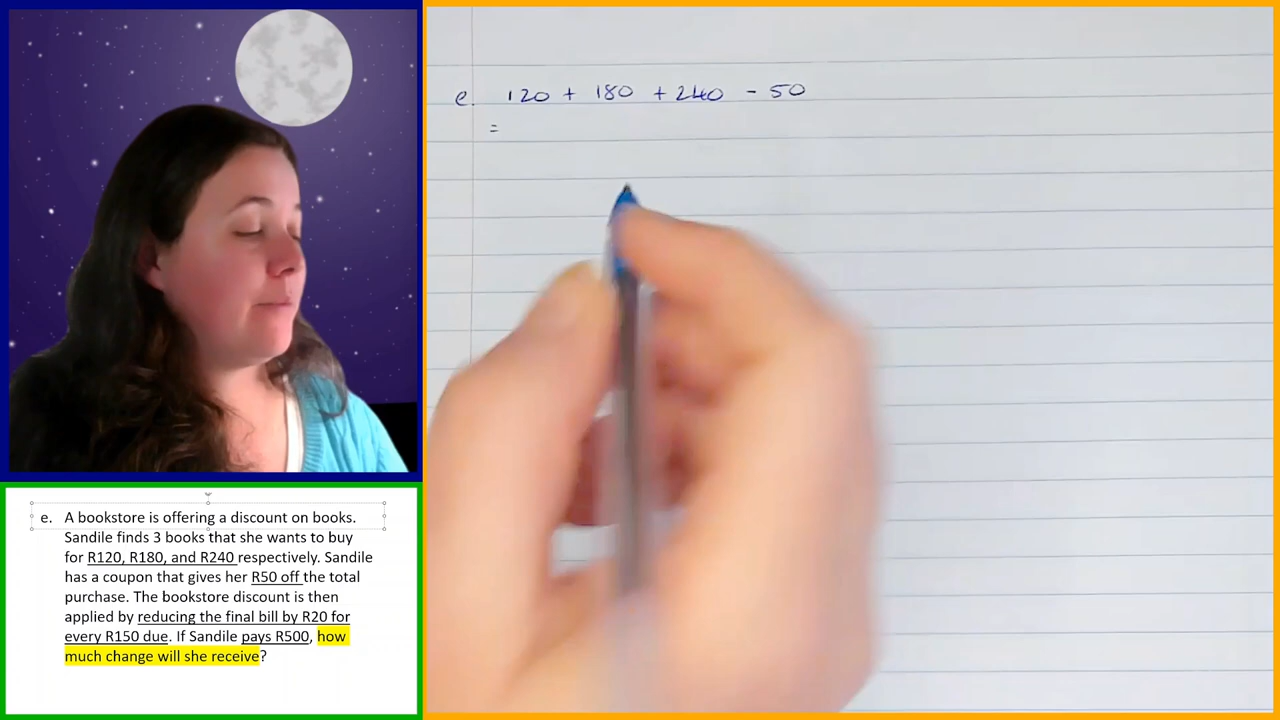 e. 120 + 180 + 240 - 50
=
e. A bookstore is offering a discount on books.
Sandile finds 3 books that she wants to buy
for R120, R180, and R240 respectively. Sandile
has a coupon that gives her R50 off the total
purchase. The bookstore discount is then
applied by reducing the final bill by R20 for
every R150 due. If Sandile pays R500, how
much change will she receive?